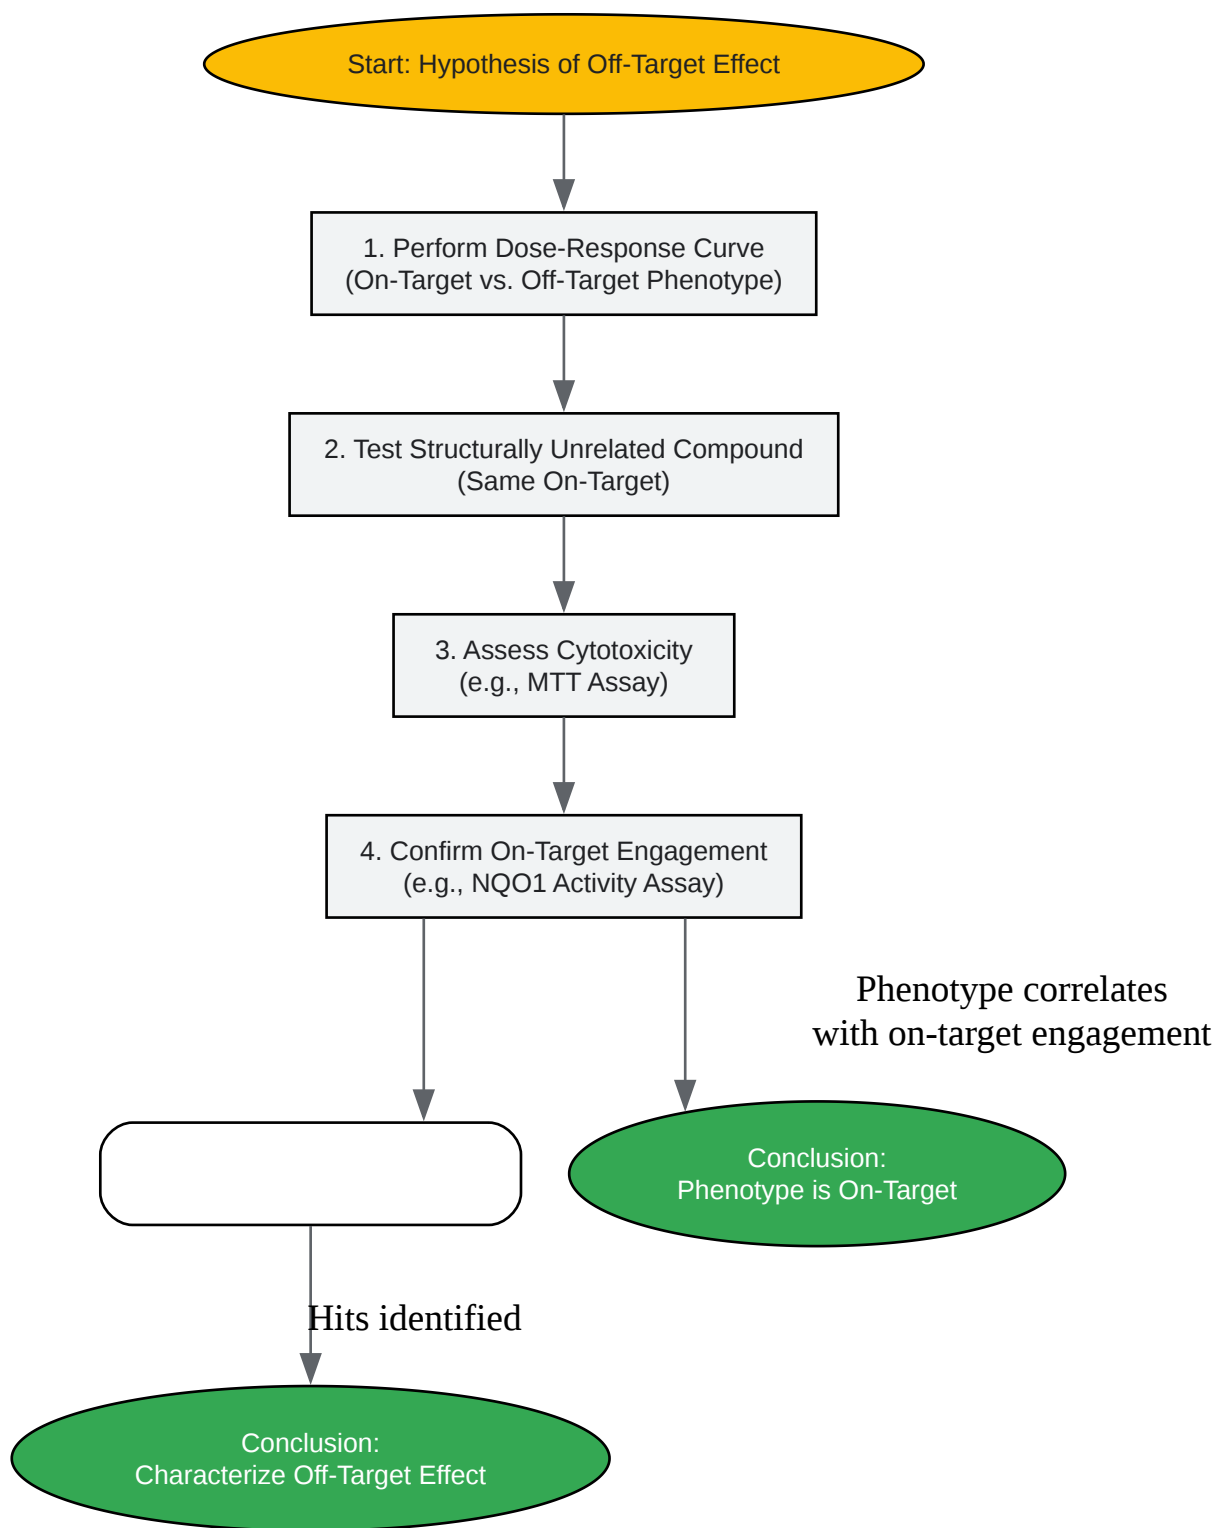 Start: Hypothesis of Off-Target Effect
1. Perform Dose-Response Curve
(On-Target vs. Off-Target Phenotype)
2. Test Structurally Unrelated Compound
(Same On-Target)
3. Assess Cytotoxicity
(e.g., MTT Assay)
4. Confirm On-Target Engagement
(e.g., NQO1 Activity Assay)
Phenotype correlates
with on-target engagement
Conclusion:
Phenotype is On-Target
Hits identified
Conclusion:
Characterize Off-Target Effect